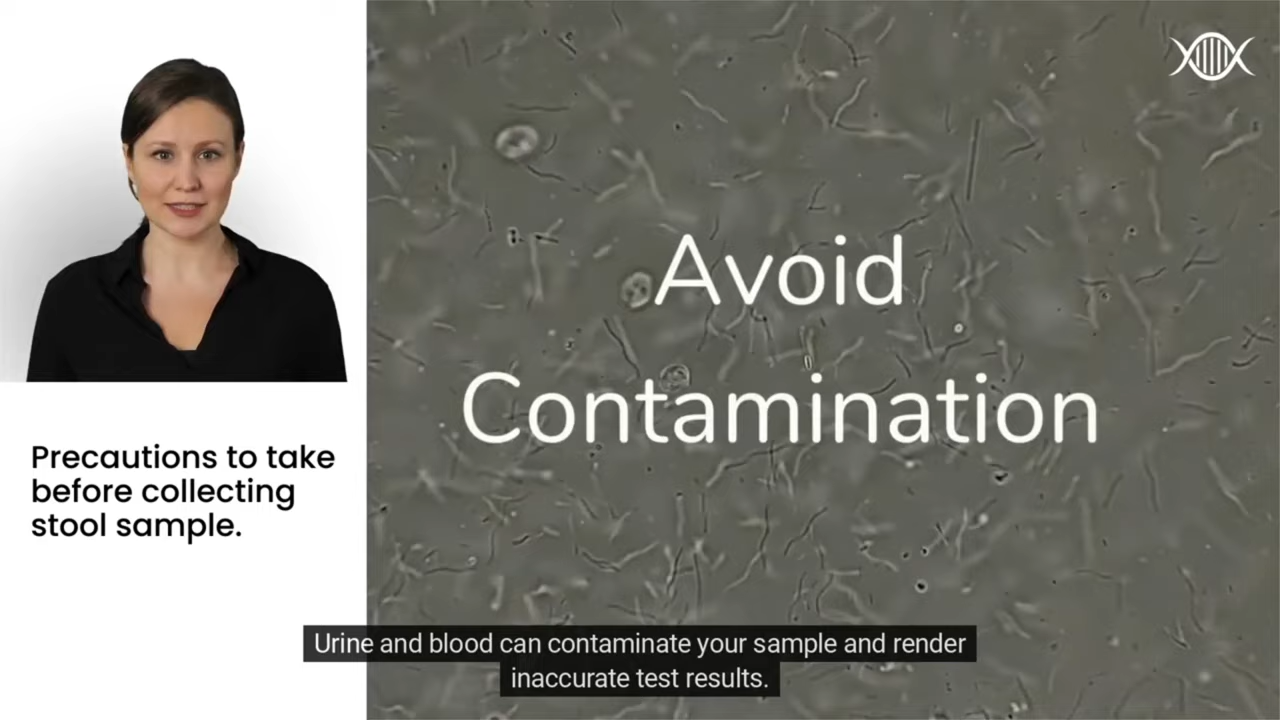 Avoid
Contamination
Precautions to take
before collecting
stool sample.
Urine and blood can contaminate your sample and render
inaccurate test results.